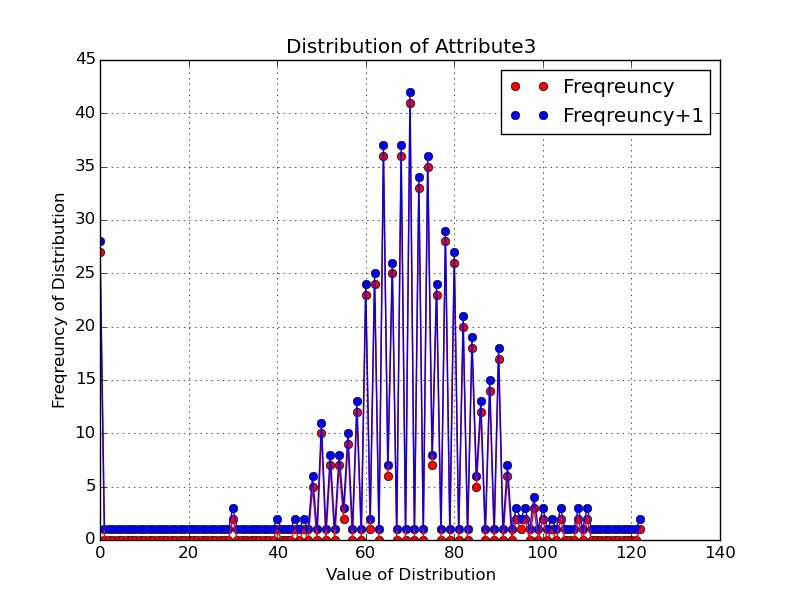 Distribution of Attribute3
Freqreuncy
Freqreuncy+1
45
40
35
30
25
20
15
10
5
0
Freqreuncy of Distribution
0 20 40 60 80 100 120 140
Value of Distribution